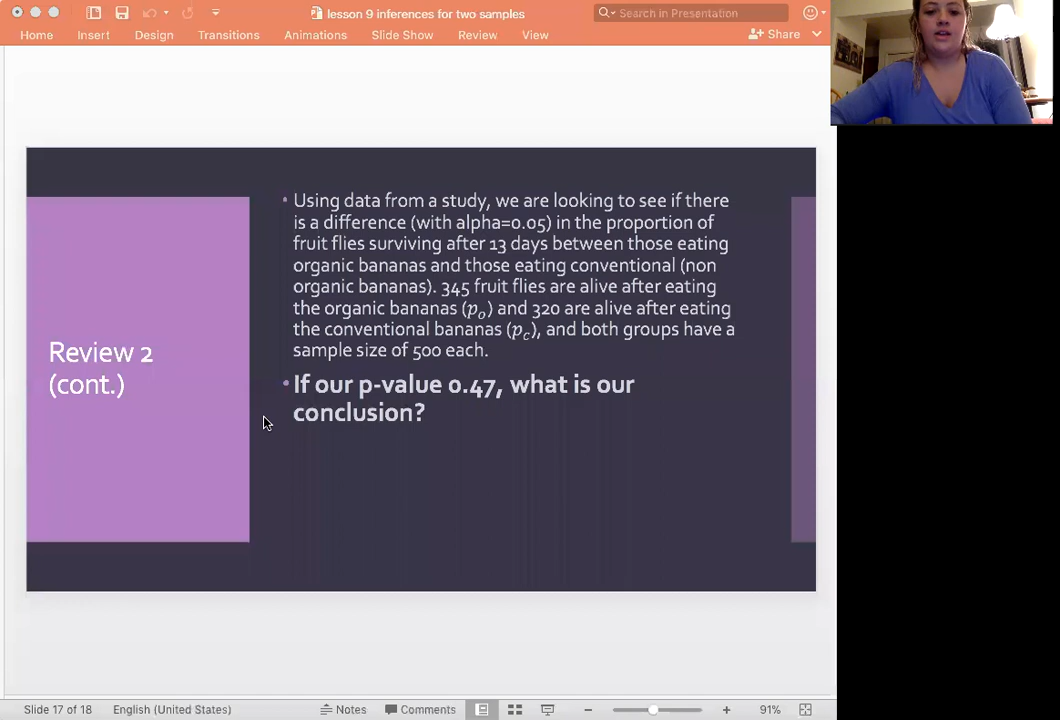 lesson 9 inferences for two samples
Search in Presentation
Home Insert Design Transitions Animations Slide Show Review View Share
Review 2
(cont.)
Using data from a study, we are looking to see if there
is a difference (with alpha=0.05) in the proportion of
fruit flies surviving after 13 days between those eating
organic bananas and those eating conventional (non
organic bananas). 345 fruit flies are alive after eating
the organic bananas (pₒ) and 320 are alive after eating
the conventional bananas (p_c), and both groups have a
sample size of 500 each.
If our p-value 0.47, what is our
conclusion?
Slide 17 of 18 English (United States) Notes Comments 91%